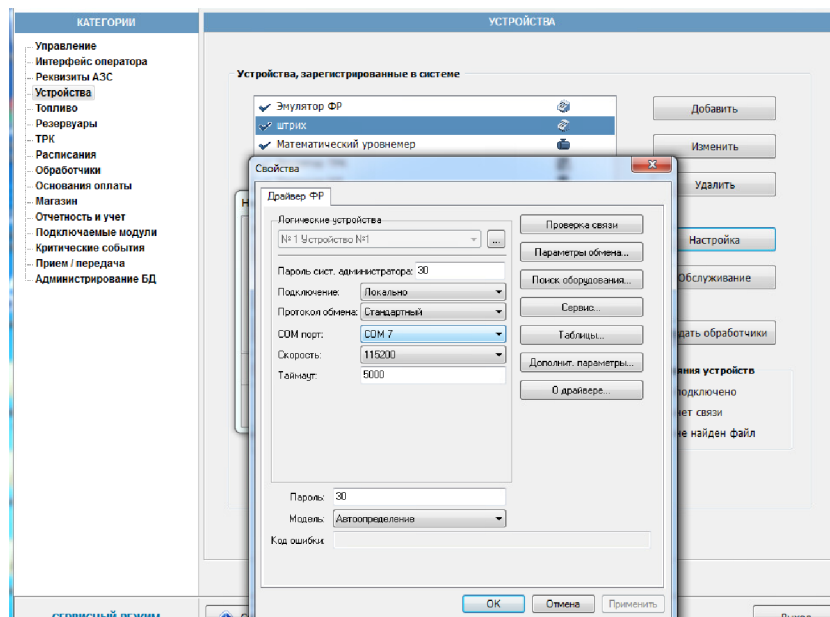 КАТЕГОРИИ
УСТРОЙСТВА
Управление
Интерфейс оператора
Реквизиты АЗС
Устройства
Топливо
Резервуары
ТРК
Расписания
Обработчики
Основания оплаты
Магазин
Отчетность и учет
Подключаемые модули
Критические события
Прием / передача
Администрирование БД
СЕРВИСНЫЙ РЕЖИМ
Устройства, зарегистрированные в системе
Эмулятор ФР
штрих
Математический уровнемер
Добавить
Изменить
Удалить
Настройка
Обслуживание
дать обработчики
яния устройств
подключено
нет связи
не найден файл
Выход
Свойства
Драйвер ФР
Логические устройства
№ 1 Устройство №1
...
Пароль сист. администратора: 30
Подключение: Локально
Протокол обмена: Стандартный
COM порт: COM 7
Скорость: 115200
Таймаут: 5000
Проверка связи
Параметры обмена...
Поиск оборудования...
Сервис...
Таблицы...
Дополнит. параметры...
О драйвере...
Пароль: 30
Модель: Автоопределение
Код ошибки:
ОК
Отмена
Применить